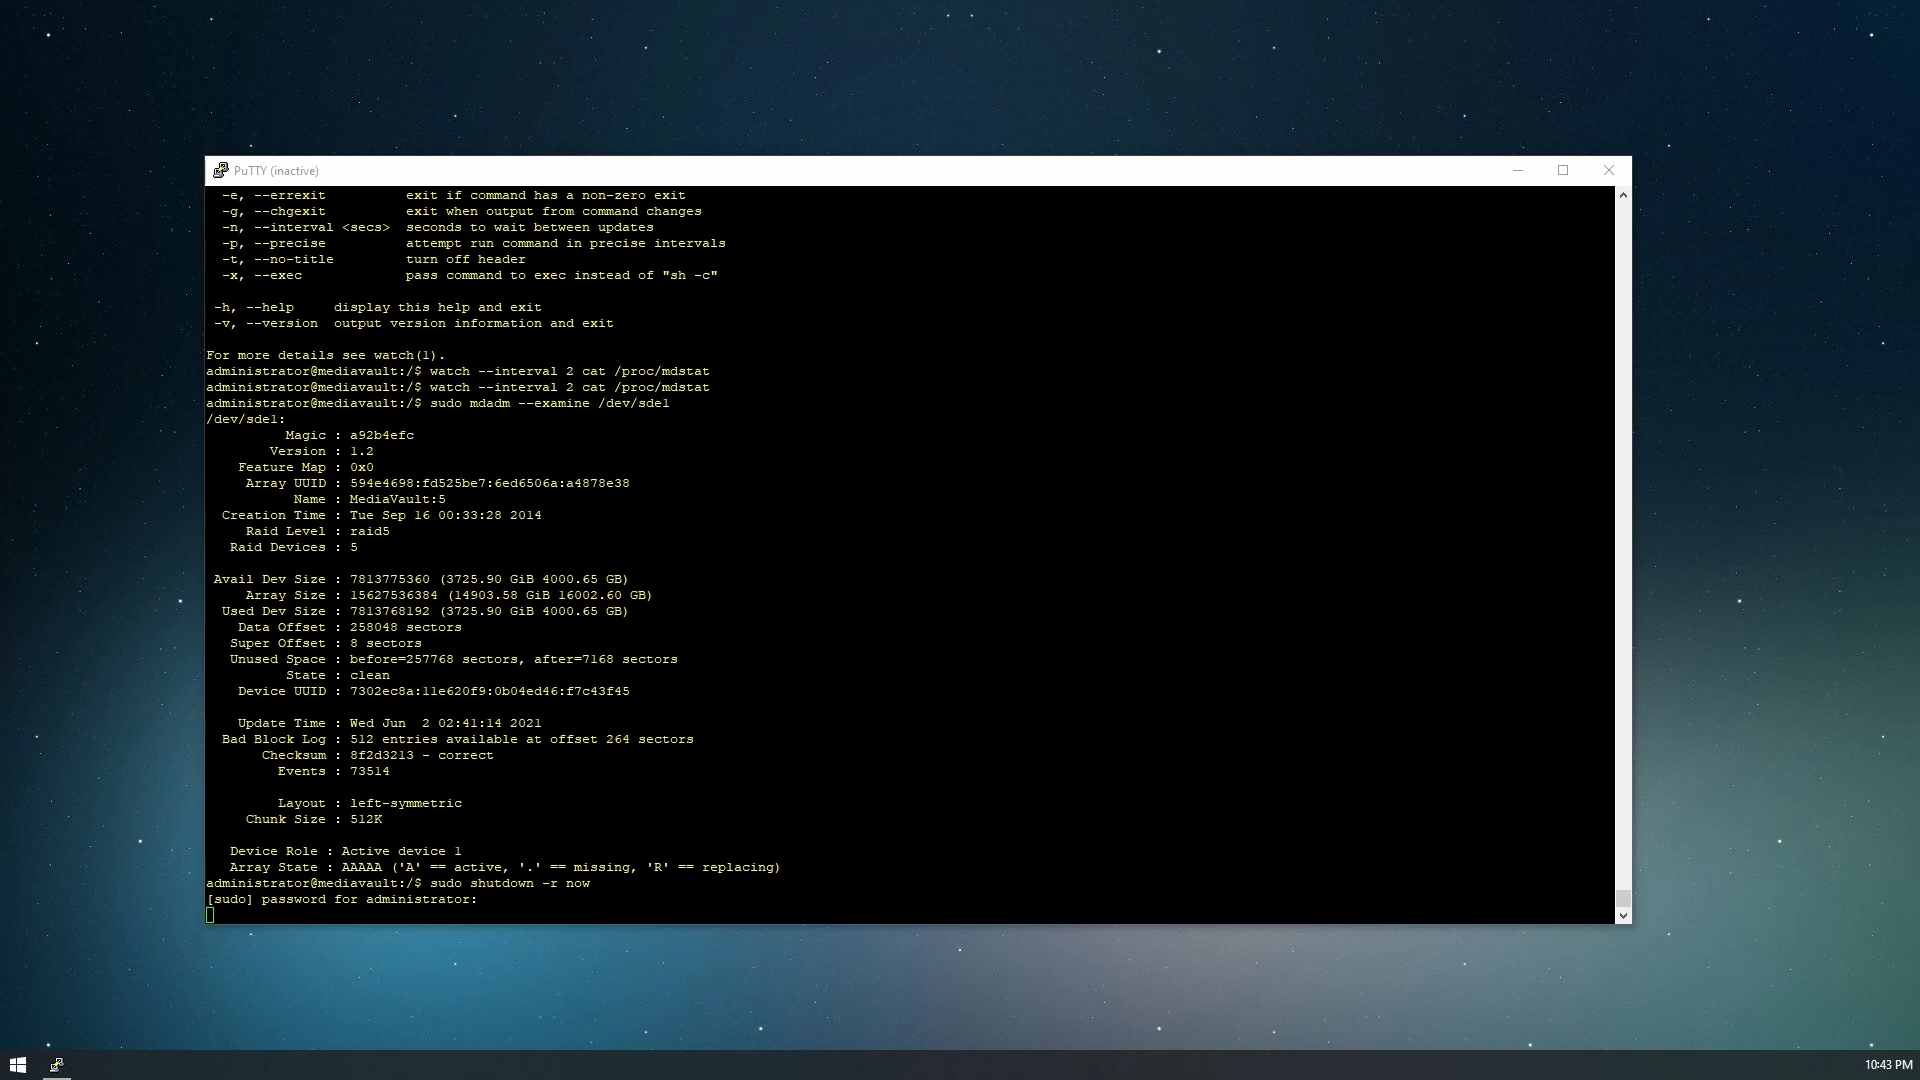 PuTTY (inactive)
-e, --errexit exit if command has a non-zero exit
-g, --chgexit exit when output from command changes
-n, --interval <secs> seconds to wait between updates
-p, --precise attempt run command in precise intervals
-t, --no-title turn off header
-x, --exec pass command to exec instead of "sh -c"
-h, --help display this help and exit
-v, --version output version information and exit
For more details see watch(1).
administrator@mediavault:/$ watch --interval 2 cat /proc/mdstat
administrator@mediavault:/$ watch --interval 2 cat /proc/mdstat
administrator@mediavault:/$ sudo mdadm --examine /dev/sde1
/dev/sde1:
Magic : a92b4efc
Version : 1.2
Feature Map : 0x0
Array UUID : 594e4698:fd525be7:6ed6506a:a4878e38
Name : MediaVault:5
Creation Time : Tue Sep 16 00:33:28 2014
Raid Level : raid5
Raid Devices : 5
Avail Dev Size : 7813775360 (3725.90 GiB 4000.65 GB)
Array Size : 15627536384 (14903.58 GiB 16002.60 GB)
Used Dev Size : 7813768192 (3725.90 GiB 4000.65 GB)
Data Offset : 258048 sectors
Super Offset : 8 sectors
Unused Space : before=257768 sectors, after=7168 sectors
State : clean
Device UUID : 7302ec8a:11e620f9:0b04ed46:f7c43f45
Update Time : Wed Jun 2 02:41:14 2021
Bad Block Log : 512 entries available at offset 264 sectors
Checksum : 8f2d3213 - correct
Events : 73514
Layout : left-symmetric
Chunk Size : 512K
Device Role : Active device 1
Array State : AAAAA ('A' == active, '.' == missing, 'R' == replacing)
administrator@mediavault:/$ sudo shutdown -r now
[sudo] password for administrator:
10:43 PM